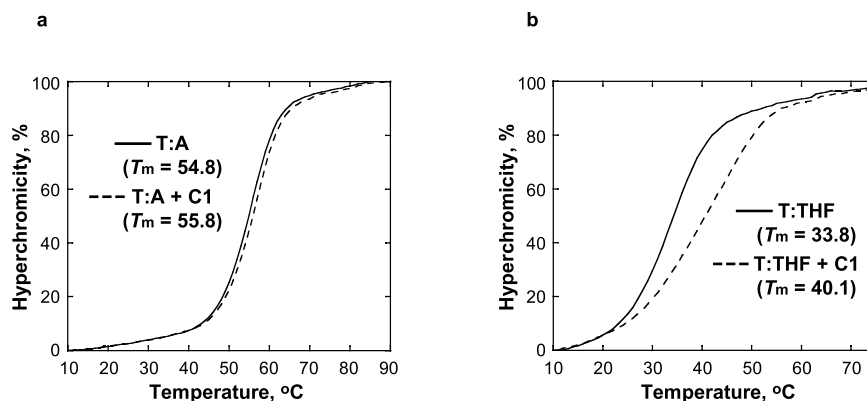 a
b
Hyperchromicity, %
100
80
60
40
20
0
T:A
(Tm = 54.8)
T:A + C1
(Tm = 55.8)
10 20 30 40 50 60 70 80 90
Temperature, °C
Hyperchromicity, %
100
80
60
40
20
0
T:THF
(Tm = 33.8)
T:THF + C1
(Tm = 40.1)
10 20 30 40 50 60 70
Temperature, °C